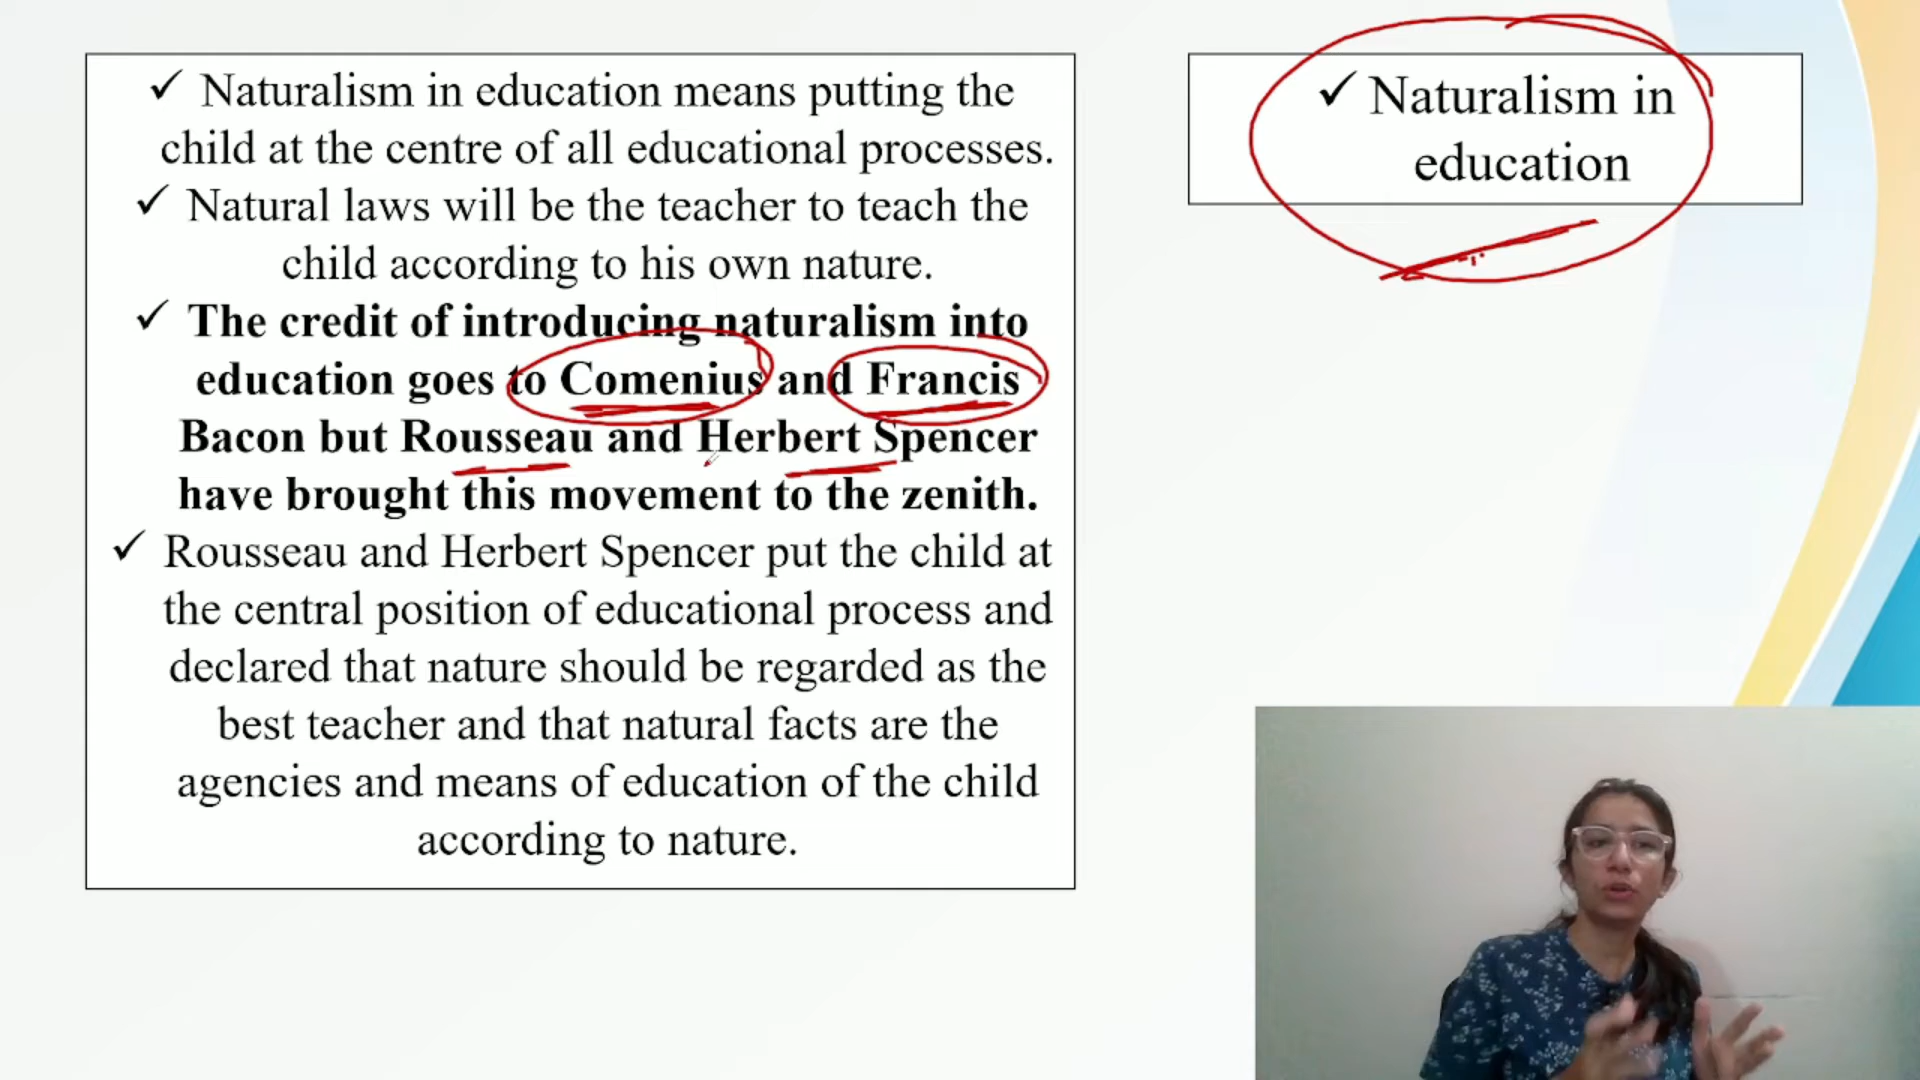 ✓ Naturalism in education means putting the
child at the centre of all educational processes.
✓ Natural laws will be the teacher to teach the
child according to his own nature.
✓ The credit of introducing naturalism into
education goes to Comenius and Francis
Bacon but Rousseau and Herbert Spencer
have brought this movement to the zenith.
✓ Rousseau and Herbert Spencer put the child at
the central position of educational process and
declared that nature should be regarded as the
best teacher and that natural facts are the
agencies and means of education of the child
according to nature.
✓ Naturalism in
education